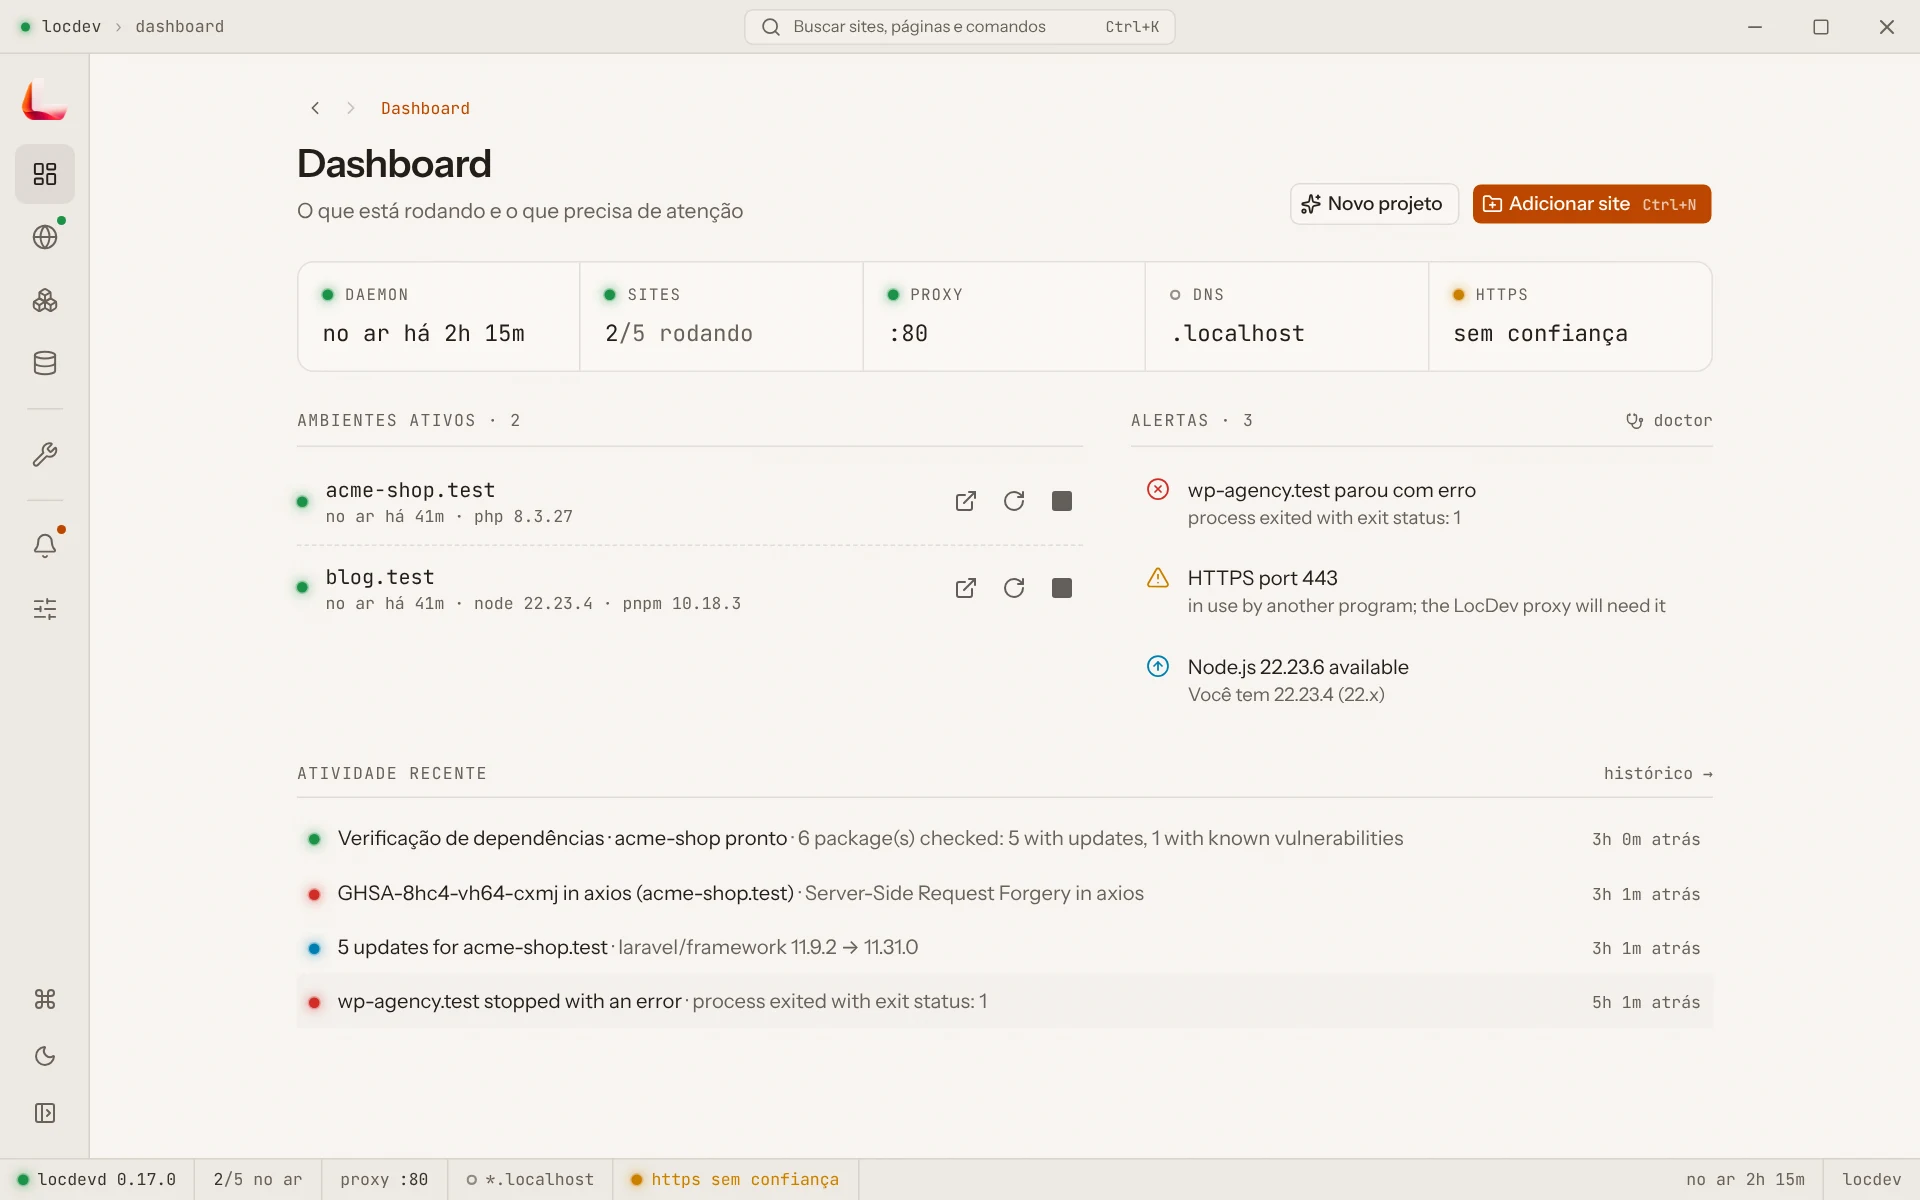 locdev › dashboard
Buscar sites, páginas e comandos Ctrl+K
Dashboard
Dashboard
O que está rodando e o que precisa de atenção
Novo projeto
Adicionar site Ctrl+N
DAEMON
no ar há 2h 15m
SITES
2/5 rodando
PROXY
:80
DNS
.localhost
HTTPS
sem confiança
AMBIENTES ATIVOS · 2
acme-shop.test
no ar há 41m · php 8.3.27
blog.test
no ar há 41m · node 22.23.4 · pnpm 10.18.3
ALERTAS · 3
doctor
wp-agency.test parou com erro
process exited with exit status: 1
HTTPS port 443
in use by another program; the LocDev proxy will need it
Node.js 22.23.6 available
Você tem 22.23.4 (22.x)
ATIVIDADE RECENTE
histórico →
Verificação de dependências · acme-shop pronto · 6 package(s) checked: 5 with updates, 1 with known vulnerabilities 3h 0m atrás
GHSA-8hc4-vh64-cxmj in axios (acme-shop.test) · Server-Side Request Forgery in axios 3h 1m atrás
5 updates for acme-shop.test · laravel/framework 11.9.2 → 11.31.0 3h 1m atrás
wp-agency.test stopped with an error · process exited with exit status: 1 5h 1m atrás
locdevd 0.17.0 2/5 no ar proxy :80 *.localhost https sem confiança no ar 2h 15m locdev